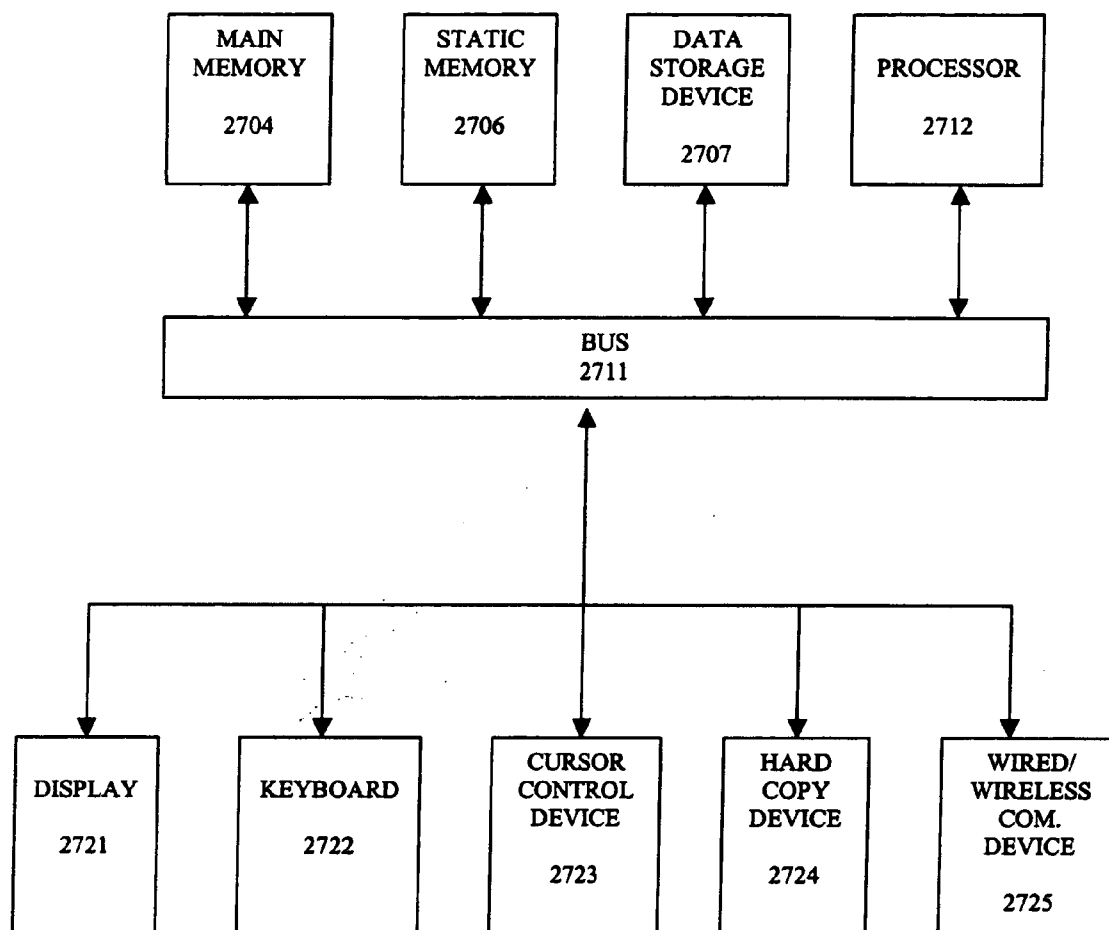 MAIN
MEMORY
2704
STATIC
MEMORY
2706
DATA
STORAGE
DEVICE
2707
PROCESSOR
2712
BUS
2711
DISPLAY
2721
KEYBOARD
2722
CURSOR
CONTROL
DEVICE
2723
HARD
COPY
DEVICE
2724
WIRED/
WIRELESS
COM.
DEVICE
2725